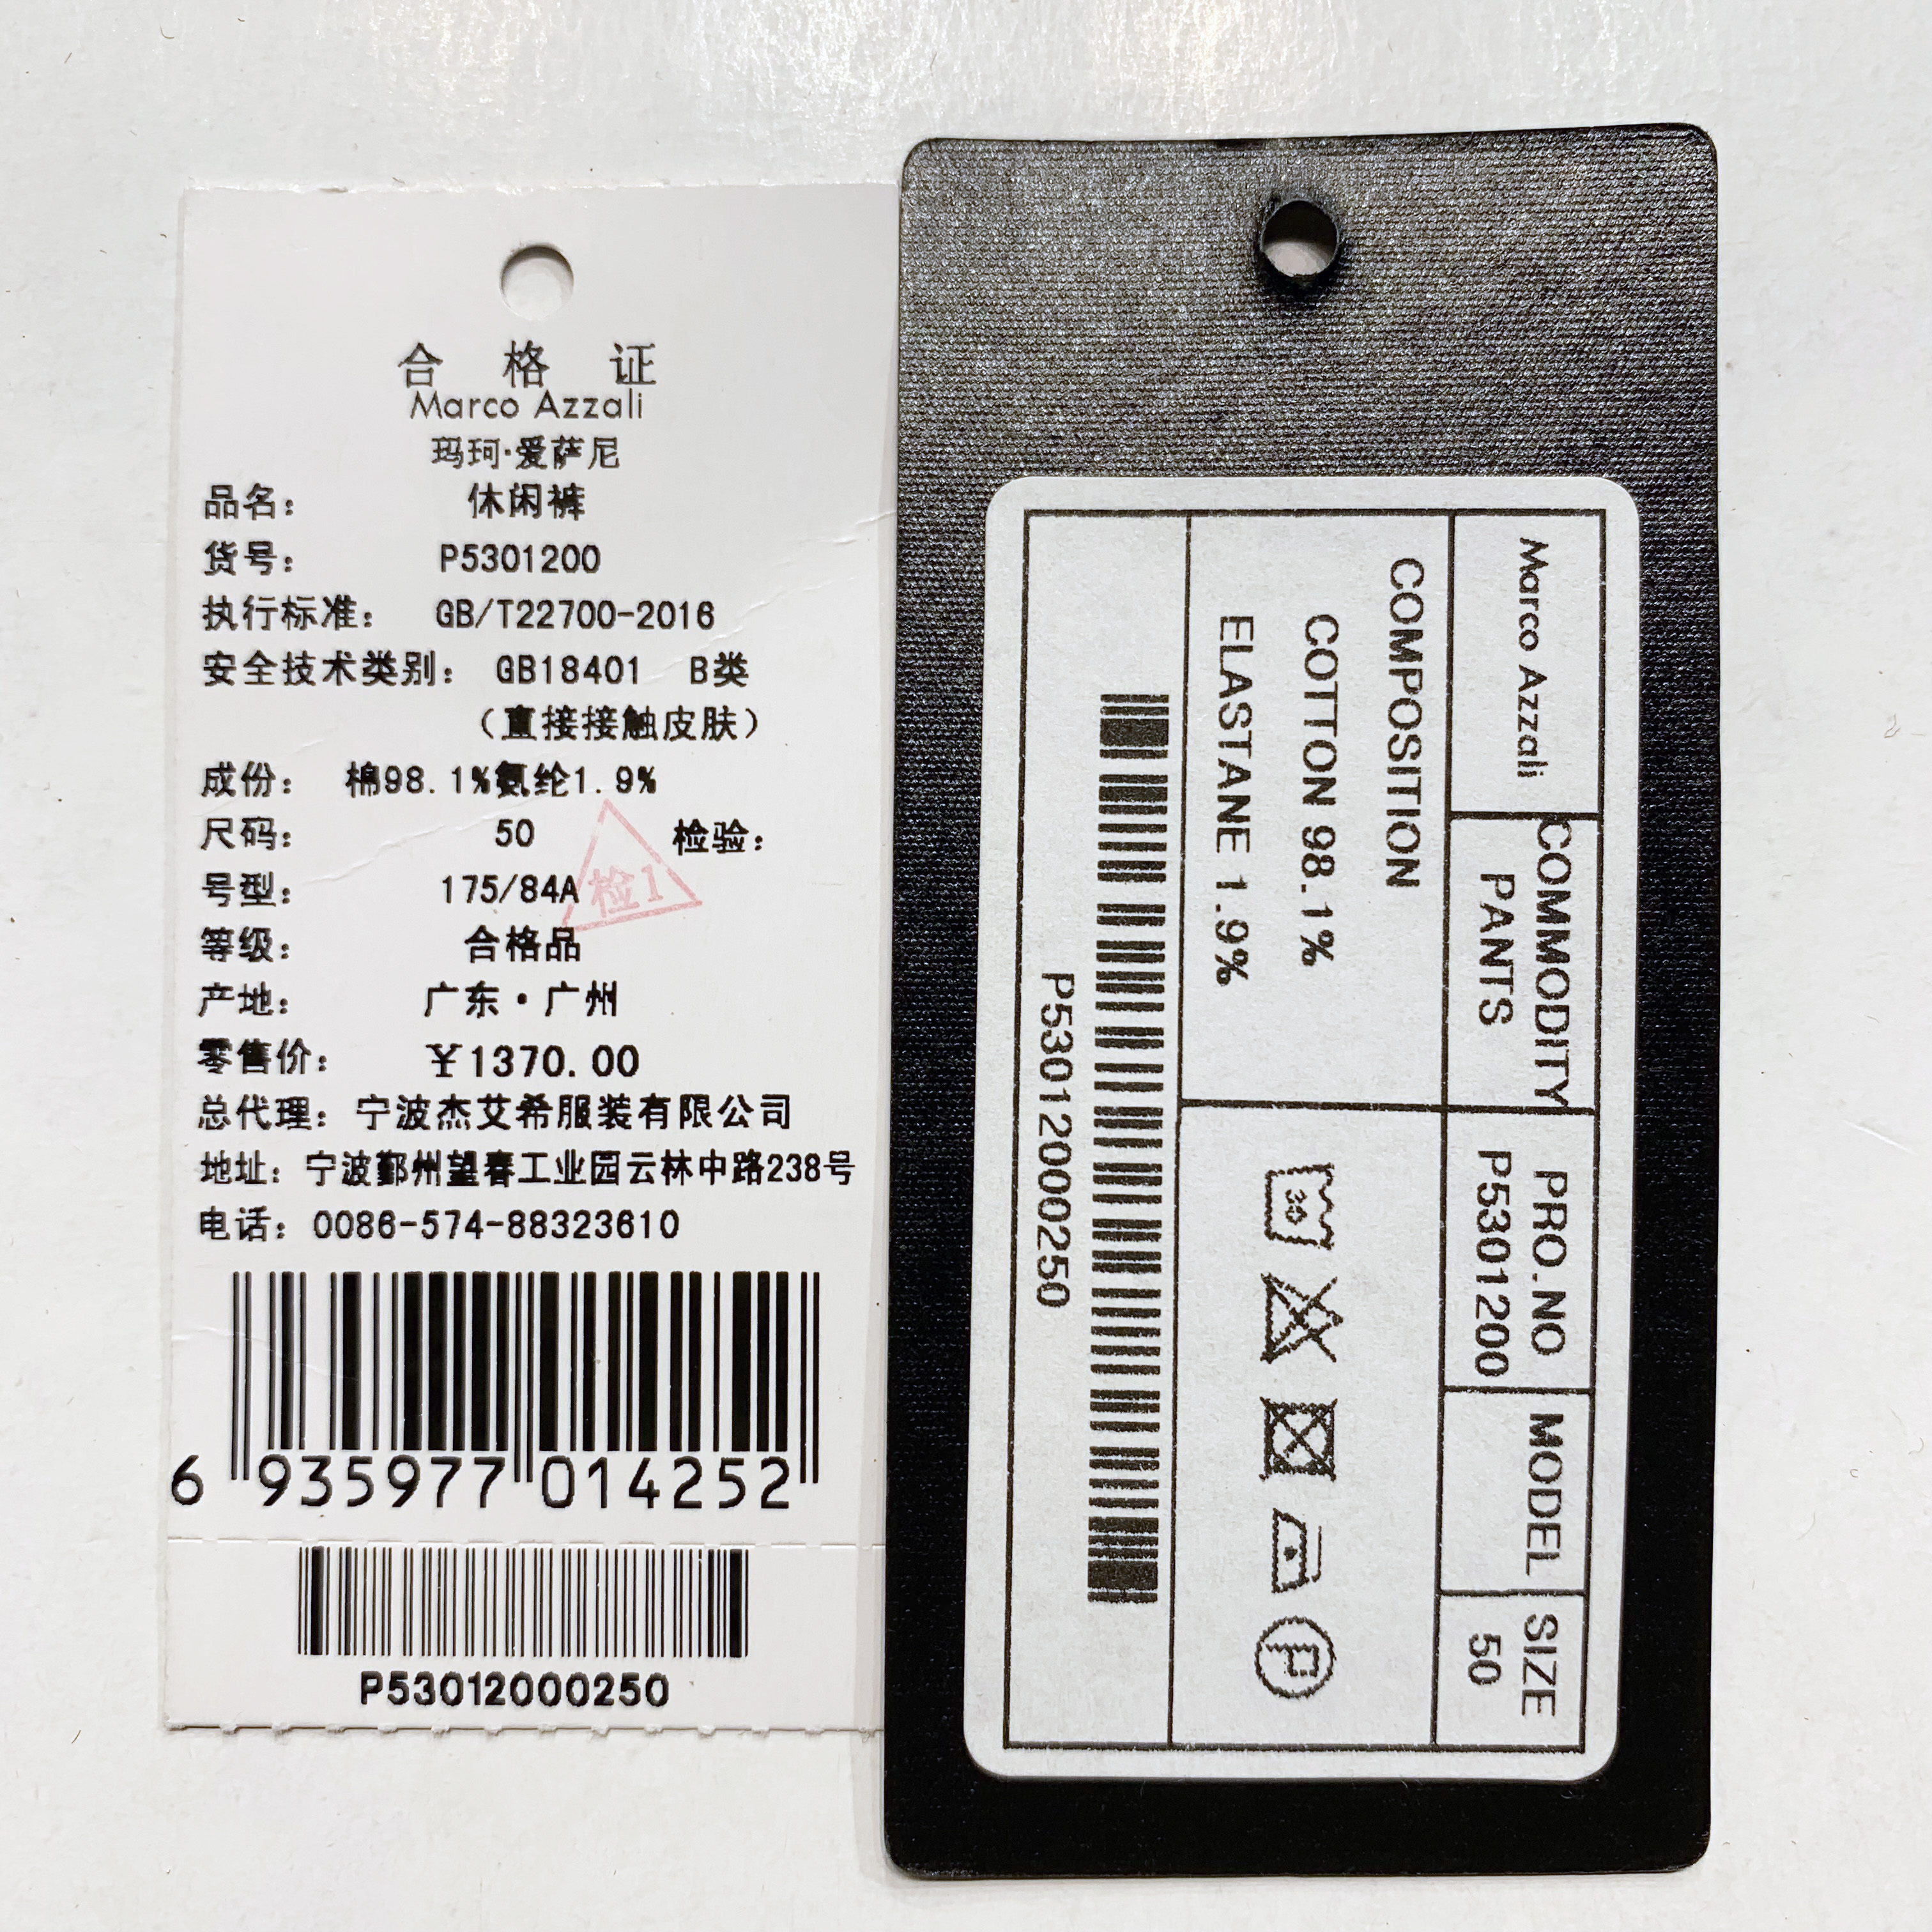 合 格 证
Marco Azzali
玛珂·爱萨尼
品名： 休闲裤
货号： P5301200
执行标准： GB/T22700-2016
安全技术类别： GB18401 B类
（直接接触皮肤）
成份： 棉98.1%氨纶1.9%
尺码： 50 检验：
检1
号型： 175/84A
等级： 合格品
产地： 广东·广州
零售价： ¥1370.00
总代理：宁波杰艾希服装有限公司
地址：宁波鄞州望春工业园云林中路238号
电话：0086-574-88323610
6 935977 014252
P53012000250
Marco Azzali
COMMODITY
PANTS
PRO.NO
P5301200
MODEL
SIZE
50
COMPOSITION
COTTON 98.1%
ELASTANE 1.9%
30
P
P53012000250